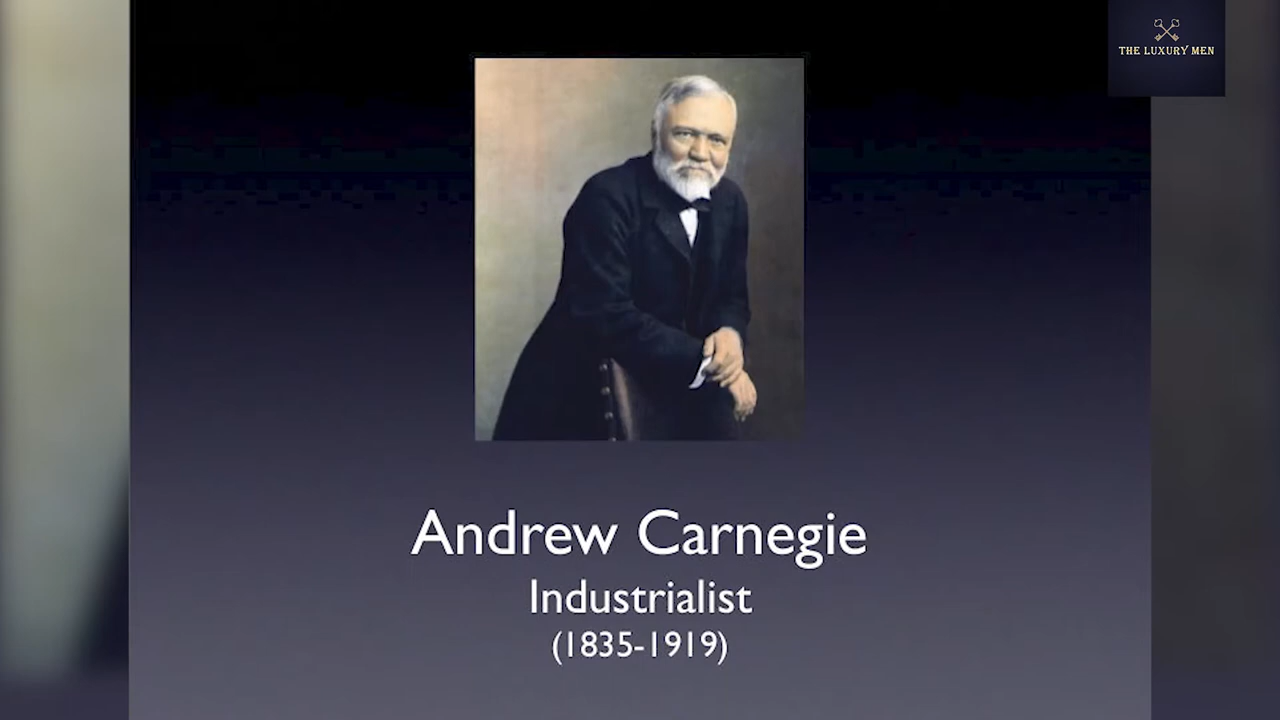 THE LUXURY MEN
Andrew Carnegie
Industrialist
(1835-1919)